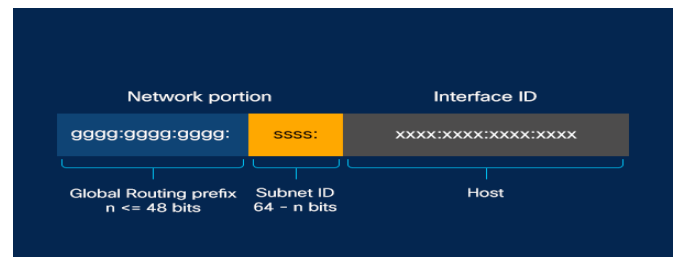 Network portion
Interface ID
gggg:gggg:gggg:
ssss:
xxxx:xxxx:xxxx:xxxx
Global Routing prefix
n <= 48 bits
Subnet ID
64 - n bits
Host